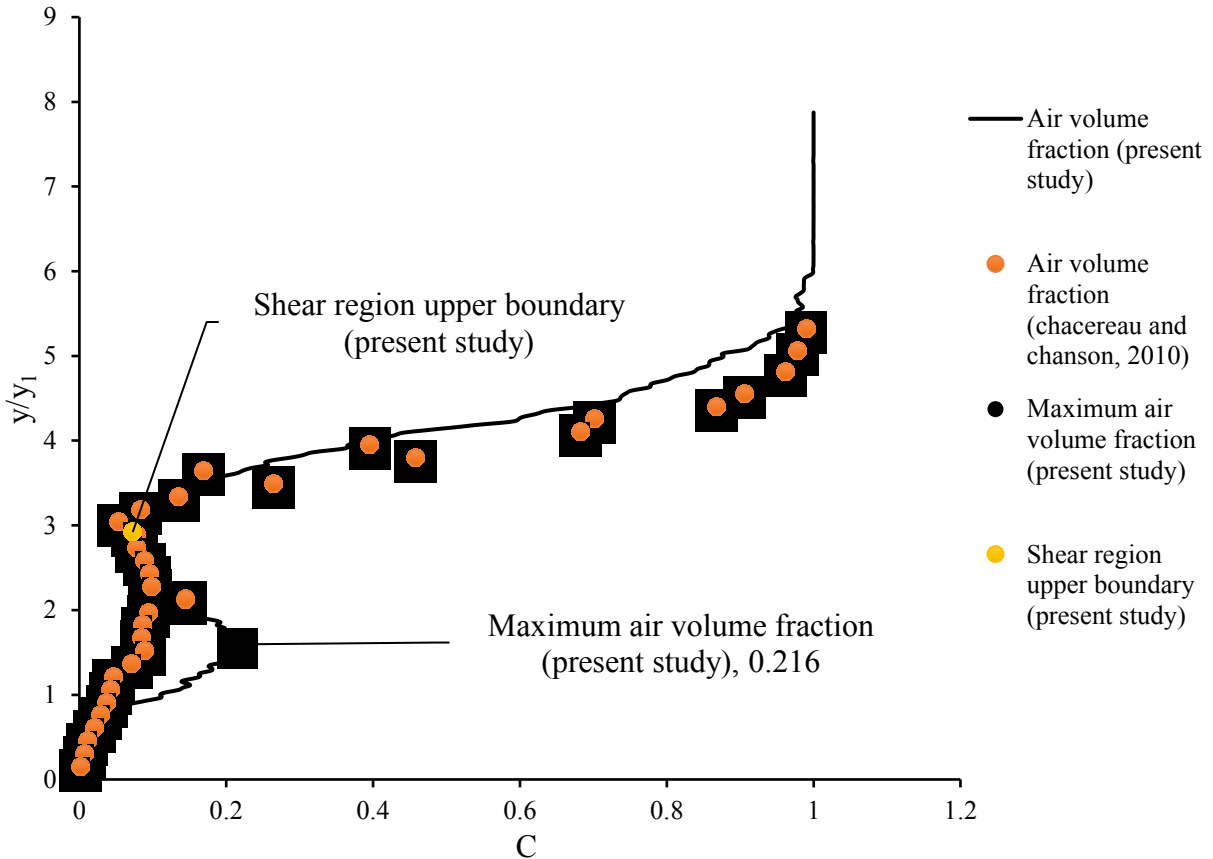 9
8
7
6
5
4
3
2
1
0
y/y₁
0
0.2
0.4
0.6
0.8
1
1.2
C
Shear region upper boundary
(present study)
Maximum air volume fraction
(present study), 0.216
Air volume
fraction (present
study)
Air volume
fraction
(chacereau and
chanson, 2010)
Maximum air
volume fraction
(present study)
Shear region
upper boundary
(present study)